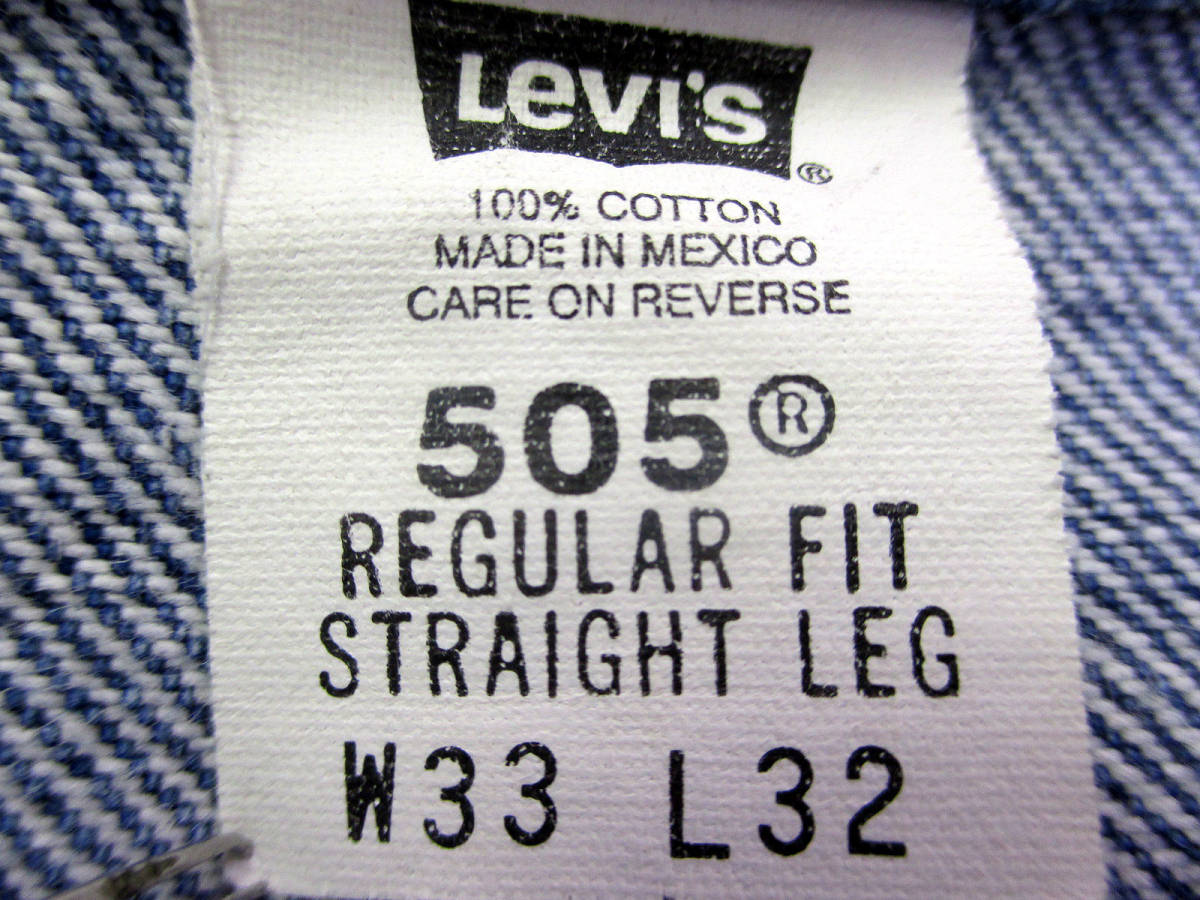 Levi's®
100% COTTON
MADE IN MEXICO
CARE ON REVERSE
505®
REGULAR FIT
STRAIGHT LEG
W33 L32